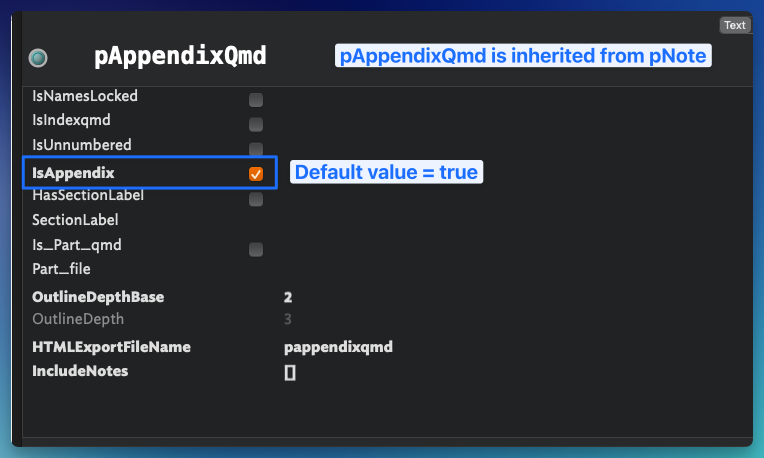 Text
pAppendixQmd
pAppendixQmd is inherited from pNote
IsNamesLocked
IsIndexqmd
IsUnnumbered
IsAppendix
Default value = true
HasSectionLabel
SectionLabel
Is_Part_qmd
Part_file
OutlineDepthBase 2
OutlineDepth 3
HTMLExportFileName pappendixqmd
IncludeNotes []